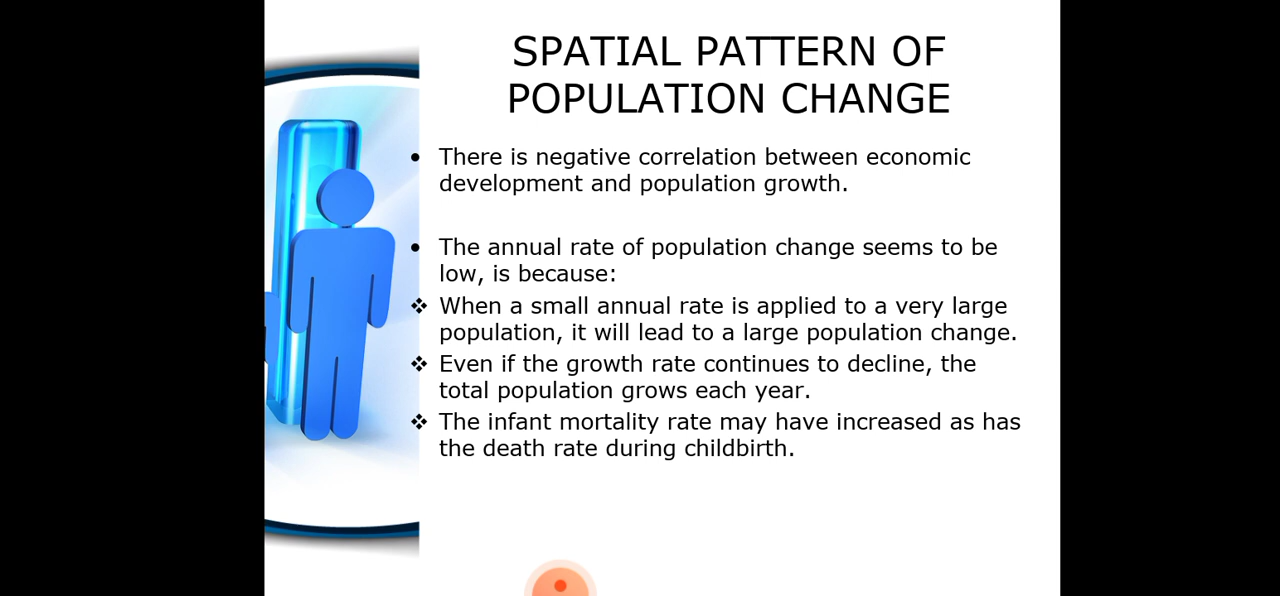 SPATIAL PATTERN OF
POPULATION CHANGE
• There is negative correlation between economic
development and population growth.
• The annual rate of population change seems to be
low, is because:
❖ When a small annual rate is applied to a very large
population, it will lead to a large population change.
❖ Even if the growth rate continues to decline, the
total population grows each year.
❖ The infant mortality rate may have increased as has
the death rate during childbirth.